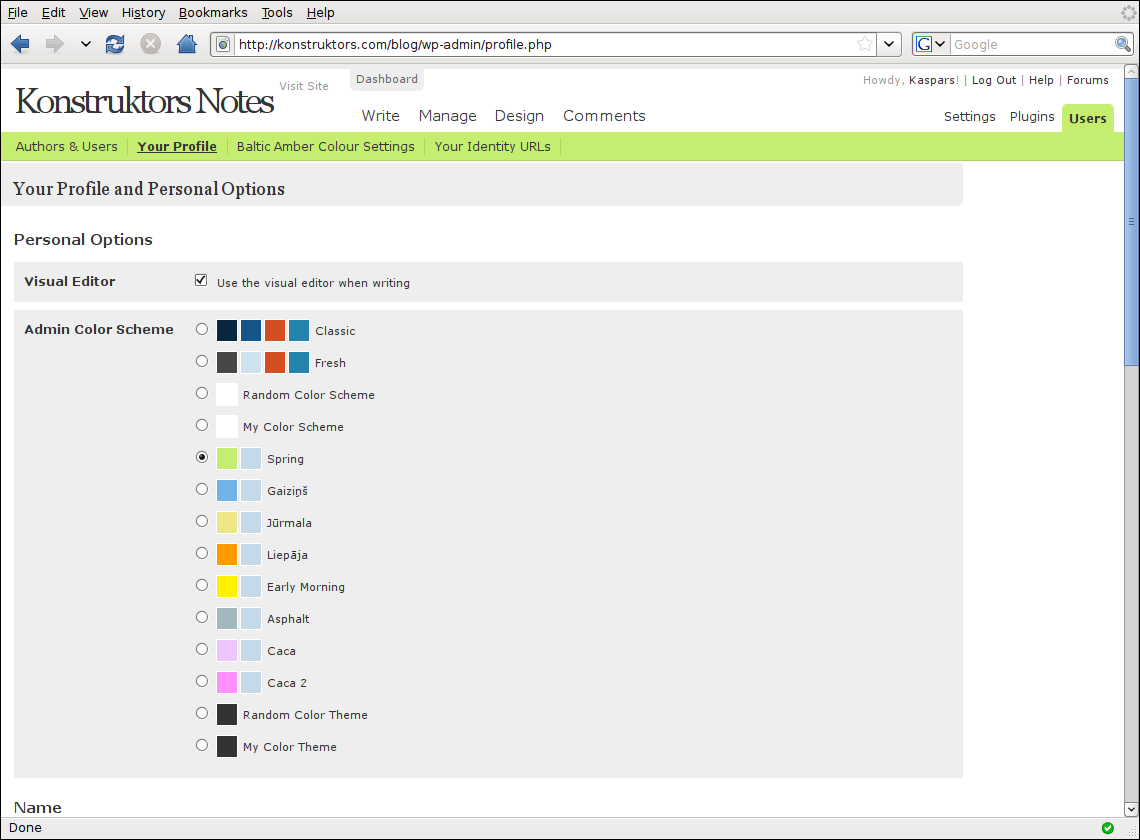 File Edit View History Bookmarks Tools Help
http://konstruktors.com/blog/wp-admin/profile.php
G Google
Konstruktors Notes Visit Site
Dashboard
Howdy, Kaspars! | Log Out | Help | Forums
Write Manage Design Comments
Settings Plugins Users
Authors & Users Your Profile Baltic Amber Colour Settings Your Identity URLs
Your Profile and Personal Options
Personal Options
Visual Editor Use the visual editor when writing
Admin Color Scheme Classic
Fresh
Random Color Scheme
My Color Scheme
Spring
Gaiziņš
Jūrmala
Liepāja
Early Morning
Asphalt
Caca
Caca 2
Random Color Theme
My Color Theme
Name
Done